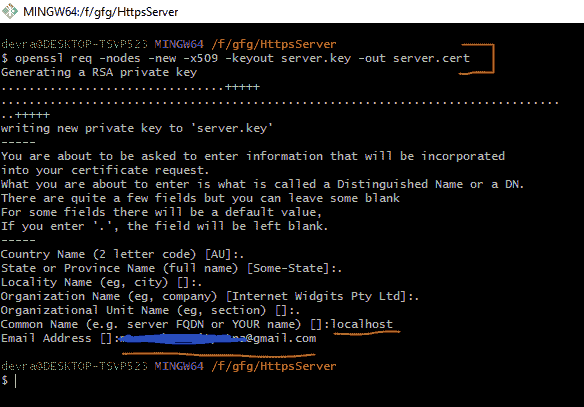 MINGW64:/f/gfg/HttpsServer
devra@DESKTOP-TSVP523 MINGW64 /f/gfg/HttpsServer
$ openssl req -nodes -new -x509 -keyout server.key -out server.cert
Generating a RSA private key
...............................+++++
...............................................................................
..+++++
writing new private key to 'server.key'
-----
You are about to be asked to enter information that will be incorporated
into your certificate request.
What you are about to enter is what is called a Distinguished Name or a DN.
There are quite a few fields but you can leave some blank
For some fields there will be a default value,
If you enter '.', the field will be left blank.
-----
Country Name (2 letter code) [AU]:.
State or Province Name (full name) [Some-State]:.
Locality Name (eg, city) []:.
Organization Name (eg, company) [Internet Widgits Pty Ltd]:.
Organizational Unit Name (eg, section) []:.
Common Name (e.g. server FQDN or YOUR name) []:localhost
Email Address []:@gmail.com
devra@DESKTOP-TSVP523 MINGW64 /f/gfg/HttpsServer
$